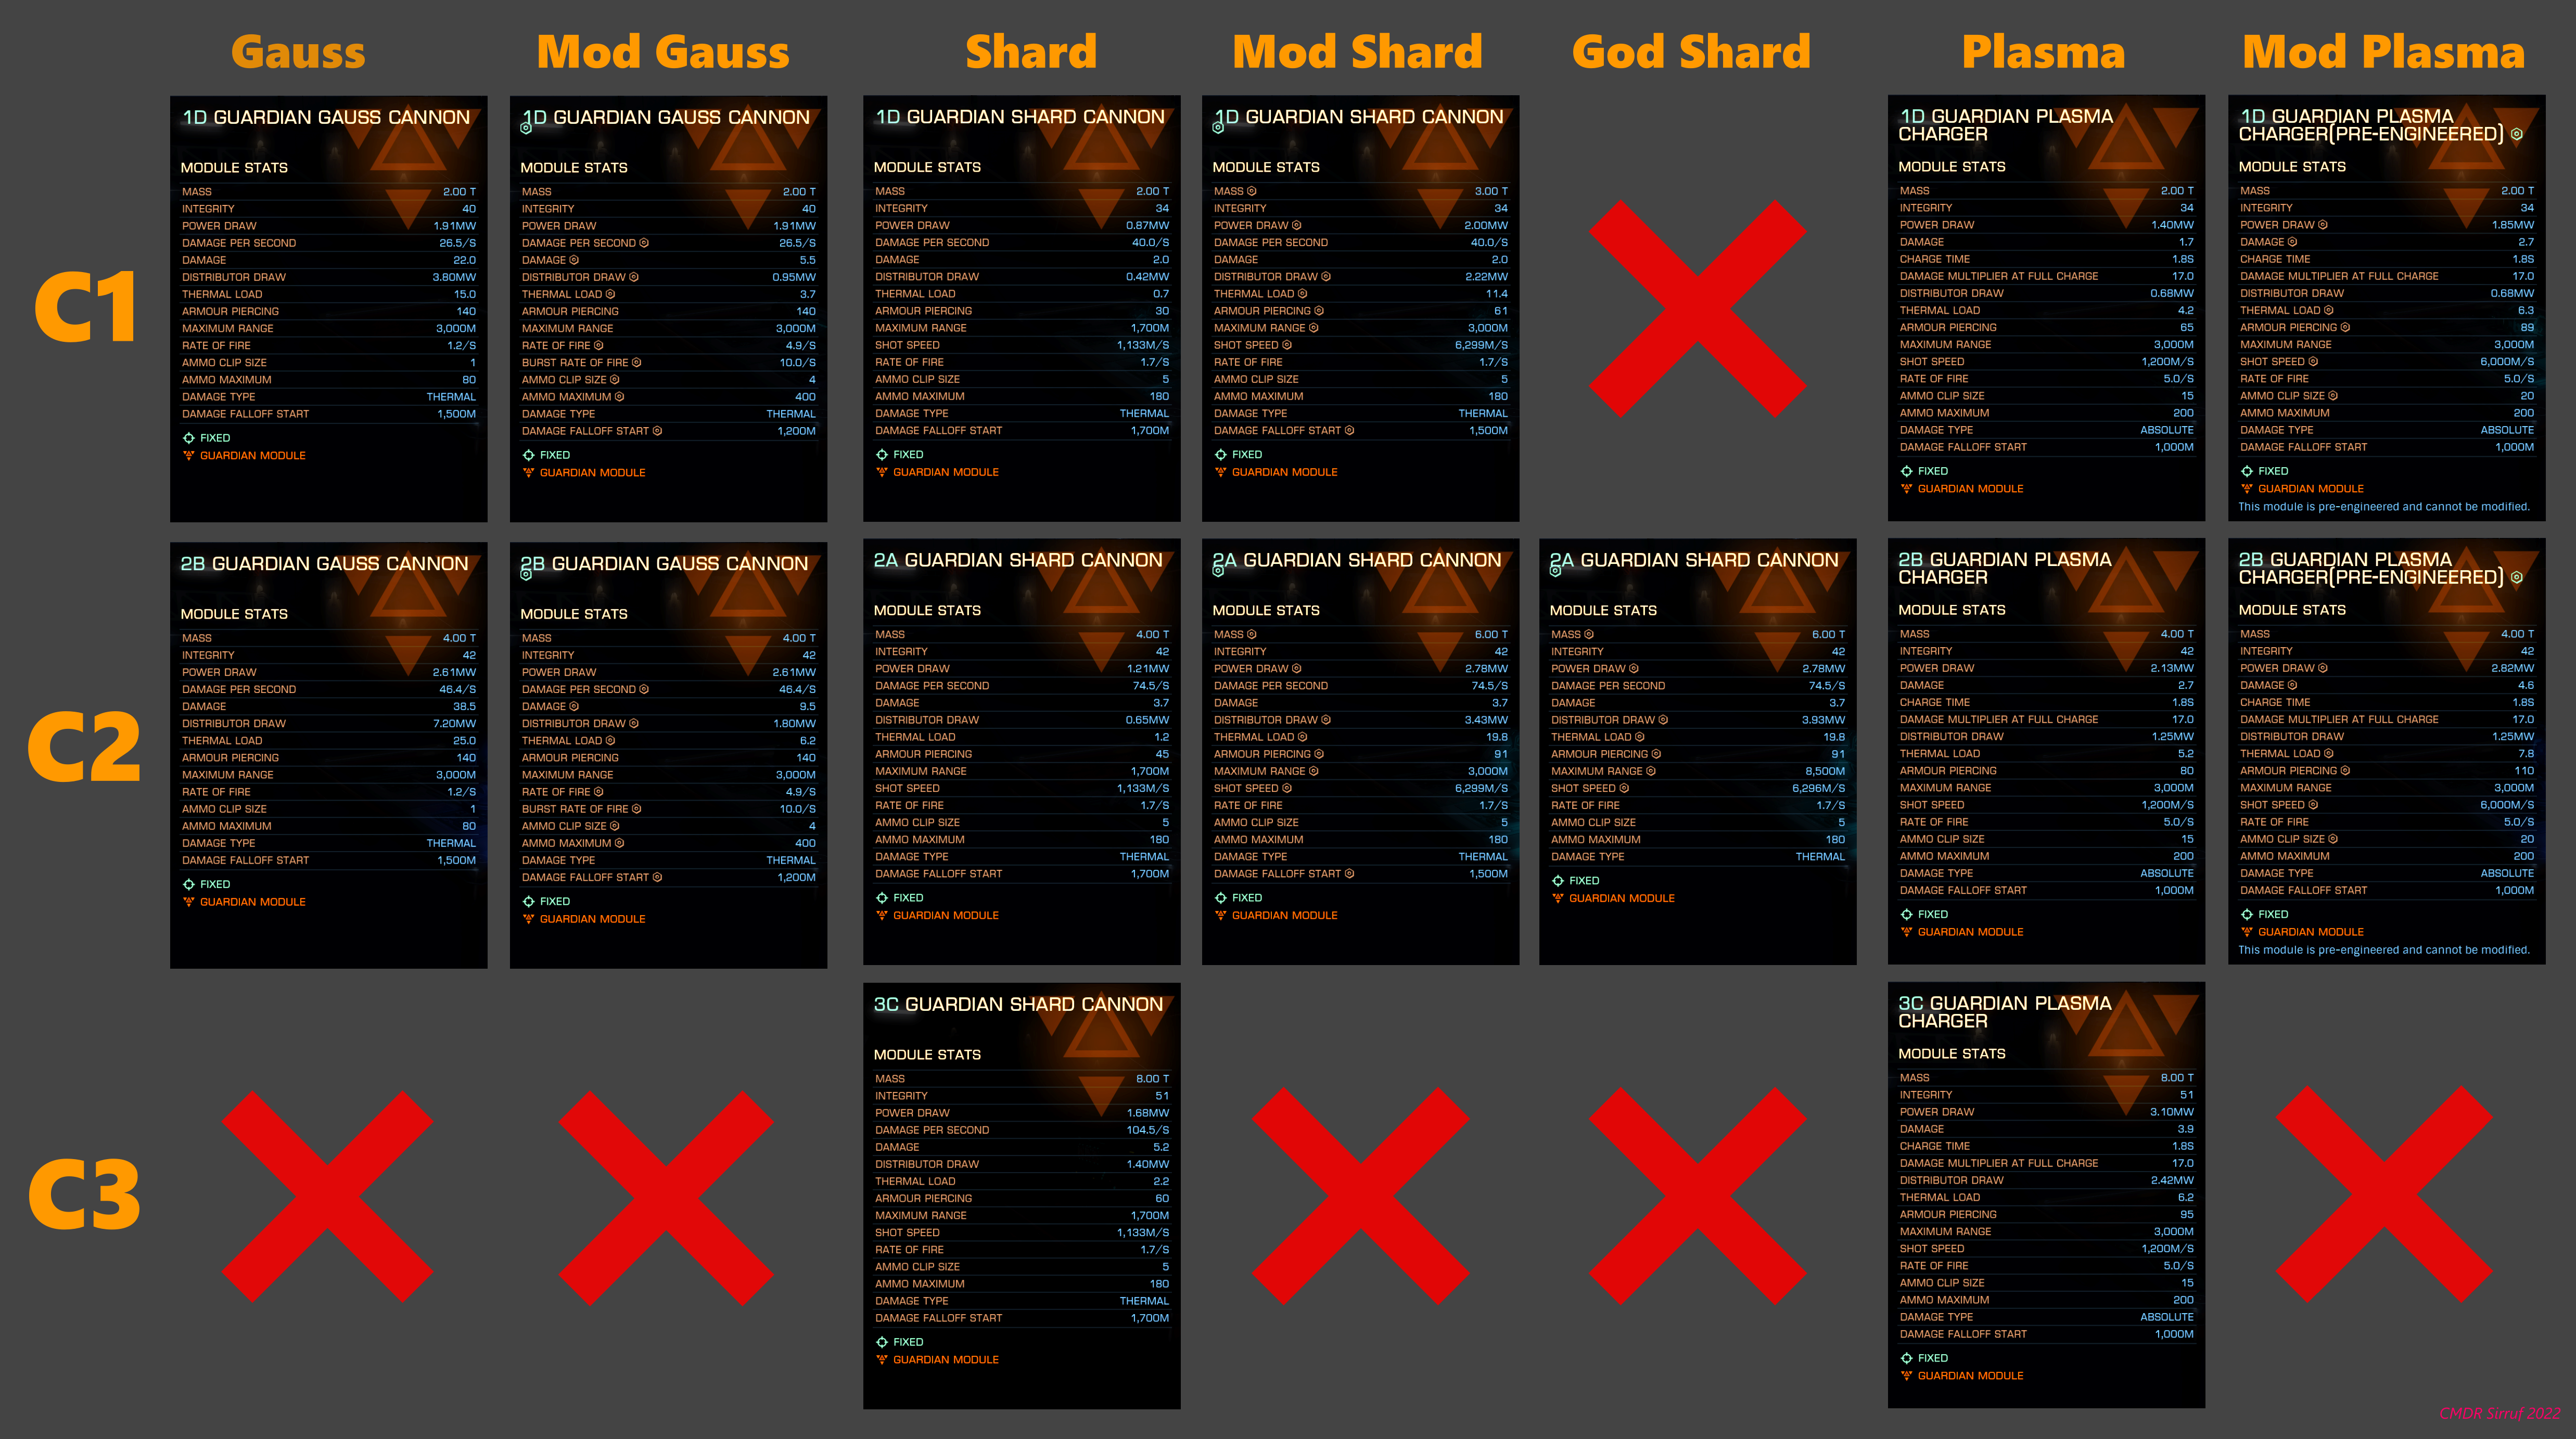 Gauss
Mod Gauss
Shard
Mod Shard
God Shard
Plasma
Mod Plasma
C1
1D GUARDIAN GAUSS CANNON
MODULE STATS
MASS 2.00 T
INTEGRITY 40
POWER DRAW 1.91MW
DAMAGE PER SECOND 26.5/S
DAMAGE 22.0
DISTRIBUTOR DRAW 3.80MW
THERMAL LOAD 15.0
ARMOUR PIERCING 140
MAXIMUM RANGE 3,000M
RATE OF FIRE 1.2/S
AMMO CLIP SIZE 1
AMMO MAXIMUM 80
DAMAGE TYPE THERMAL
DAMAGE FALLOFF START 1,500M
FIXED
GUARDIAN MODULE
1D GUARDIAN GAUSS CANNON
MODULE STATS
MASS 2.00 T
INTEGRITY 40
POWER DRAW 1.91MW
DAMAGE PER SECOND 26.5/S
DAMAGE 5.5
DISTRIBUTOR DRAW 0.95MW
THERMAL LOAD 3.7
ARMOUR PIERCING 140
MAXIMUM RANGE 3,000M
RATE OF FIRE 4.9/S
BURST RATE OF FIRE 10.0/S
AMMO CLIP SIZE 4
AMMO MAXIMUM 400
DAMAGE TYPE THERMAL
DAMAGE FALLOFF START 1,200M
FIXED
GUARDIAN MODULE
1D GUARDIAN SHARD CANNON
MODULE STATS
MASS 2.00 T
INTEGRITY 34
POWER DRAW 0.87MW
DAMAGE PER SECOND 40.0/S
DAMAGE 2.0
DISTRIBUTOR DRAW 0.42MW
THERMAL LOAD 0.7
ARMOUR PIERCING 30
MAXIMUM RANGE 1,700M
SHOT SPEED 1,133M/S
RATE OF FIRE 1.7/S
AMMO CLIP SIZE 5
AMMO MAXIMUM 180
DAMAGE TYPE THERMAL
DAMAGE FALLOFF START 1,700M
FIXED
GUARDIAN MODULE
1D GUARDIAN SHARD CANNON
MODULE STATS
MASS 3.00 T
INTEGRITY 34
POWER DRAW 2.00MW
DAMAGE PER SECOND 40.0/S
DAMAGE 2.0
DISTRIBUTOR DRAW 2.22MW
THERMAL LOAD 11.4
ARMOUR PIERCING 61
MAXIMUM RANGE 3,000M
SHOT SPEED 6,299M/S
RATE OF FIRE 1.7/S
AMMO CLIP SIZE 5
AMMO MAXIMUM 180
DAMAGE TYPE THERMAL
DAMAGE FALLOFF START 1,500M
FIXED
GUARDIAN MODULE
1D GUARDIAN PLASMA
CHARGER
MODULE STATS
MASS 2.00 T
INTEGRITY 34
POWER DRAW 1.40MW
DAMAGE 1.7
CHARGE TIME 1.8S
DAMAGE MULTIPLIER AT FULL CHARGE 17.0
DISTRIBUTOR DRAW 0.68MW
THERMAL LOAD 4.2
ARMOUR PIERCING 65
MAXIMUM RANGE 3,000M
SHOT SPEED 1,200M/S
RATE OF FIRE 5.0/S
AMMO CLIP SIZE 15
AMMO MAXIMUM 200
DAMAGE TYPE ABSOLUTE
DAMAGE FALLOFF START 1,000M
FIXED
GUARDIAN MODULE
1D GUARDIAN PLASMA
CHARGER(PRE-ENGINEERED)
MODULE STATS
MASS 2.00 T
INTEGRITY 34
POWER DRAW 1.85MW
DAMAGE 2.7
CHARGE TIME 1.8S
DAMAGE MULTIPLIER AT FULL CHARGE 17.0
DISTRIBUTOR DRAW 0.68MW
THERMAL LOAD 6.3
ARMOUR PIERCING 89
MAXIMUM RANGE 3,000M
SHOT SPEED 6,000M/S
RATE OF FIRE 5.0/S
AMMO CLIP SIZE 20
AMMO MAXIMUM 200
DAMAGE TYPE ABSOLUTE
DAMAGE FALLOFF START 1,000M
FIXED
GUARDIAN MODULE
This module is pre-engineered and cannot be modified.
C2
2B GUARDIAN GAUSS CANNON
MODULE STATS
MASS 4.00 T
INTEGRITY 42
POWER DRAW 2.61MW
DAMAGE PER SECOND 46.4/S
DAMAGE 38.5
DISTRIBUTOR DRAW 7.20MW
THERMAL LOAD 25.0
ARMOUR PIERCING 140
MAXIMUM RANGE 3,000M
RATE OF FIRE 1.2/S
AMMO CLIP SIZE 1
AMMO MAXIMUM 80
DAMAGE TYPE THERMAL
DAMAGE FALLOFF START 1,500M
FIXED
GUARDIAN MODULE
2B GUARDIAN GAUSS CANNON
MODULE STATS
MASS 4.00 T
INTEGRITY 42
POWER DRAW 2.61MW
DAMAGE PER SECOND 46.4/S
DAMAGE 9.5
DISTRIBUTOR DRAW 1.80MW
THERMAL LOAD 6.2
ARMOUR PIERCING 140
MAXIMUM RANGE 3,000M
RATE OF FIRE 4.9/S
BURST RATE OF FIRE 10.0/S
AMMO CLIP SIZE 4
AMMO MAXIMUM 400
DAMAGE TYPE THERMAL
DAMAGE FALLOFF START 1,200M
FIXED
GUARDIAN MODULE
2A GUARDIAN SHARD CANNON
MODULE STATS
MASS 4.00 T
INTEGRITY 42
POWER DRAW 1.21MW
DAMAGE PER SECOND 74.5/S
DAMAGE 3.7
DISTRIBUTOR DRAW 0.65MW
THERMAL LOAD 1.2
ARMOUR PIERCING 45
MAXIMUM RANGE 1,700M
SHOT SPEED 1,133M/S
RATE OF FIRE 1.7/S
AMMO CLIP SIZE 5
AMMO MAXIMUM 180
DAMAGE TYPE THERMAL
DAMAGE FALLOFF START 1,700M
FIXED
GUARDIAN MODULE
2A GUARDIAN SHARD CANNON
MODULE STATS
MASS 6.00 T
INTEGRITY 42
POWER DRAW 2.78MW
DAMAGE PER SECOND 74.5/S
DAMAGE 3.7
DISTRIBUTOR DRAW 3.43MW
THERMAL LOAD 19.8
ARMOUR PIERCING 91
MAXIMUM RANGE 3,000M
SHOT SPEED 6,299M/S
RATE OF FIRE 1.7/S
AMMO CLIP SIZE 5
AMMO MAXIMUM 180
DAMAGE TYPE THERMAL
DAMAGE FALLOFF START 1,500M
FIXED
GUARDIAN MODULE
2A GUARDIAN SHARD CANNON
MODULE STATS
MASS 6.00 T
INTEGRITY 42
POWER DRAW 2.78MW
DAMAGE PER SECOND 74.5/S
DAMAGE 3.7
DISTRIBUTOR DRAW 3.93MW
THERMAL LOAD 19.8
ARMOUR PIERCING 91
MAXIMUM RANGE 8,500M
SHOT SPEED 6,296M/S
RATE OF FIRE 1.7/S
AMMO CLIP SIZE 5
AMMO MAXIMUM 180
DAMAGE TYPE THERMAL
FIXED
GUARDIAN MODULE
2B GUARDIAN PLASMA
CHARGER
MODULE STATS
MASS 4.00 T
INTEGRITY 42
POWER DRAW 2.13MW
DAMAGE 2.7
CHARGE TIME 1.8S
DAMAGE MULTIPLIER AT FULL CHARGE 17.0
DISTRIBUTOR DRAW 1.25MW
THERMAL LOAD 5.2
ARMOUR PIERCING 80
MAXIMUM RANGE 3,000M
SHOT SPEED 1,200M/S
RATE OF FIRE 5.0/S
AMMO CLIP SIZE 15
AMMO MAXIMUM 200
DAMAGE TYPE ABSOLUTE
DAMAGE FALLOFF START 1,000M
FIXED
GUARDIAN MODULE
2B GUARDIAN PLASMA
CHARGER(PRE-ENGINEERED)
MODULE STATS
MASS 4.00 T
INTEGRITY 42
POWER DRAW 2.82MW
DAMAGE 4.6
CHARGE TIME 1.8S
DAMAGE MULTIPLIER AT FULL CHARGE 17.0
DISTRIBUTOR DRAW 1.25MW
THERMAL LOAD 7.8
ARMOUR PIERCING 110
MAXIMUM RANGE 3,000M
SHOT SPEED 6,000M/S
RATE OF FIRE 5.0/S
AMMO CLIP SIZE 20
AMMO MAXIMUM 200
DAMAGE TYPE ABSOLUTE
DAMAGE FALLOFF START 1,000M
FIXED
GUARDIAN MODULE
This module is pre-engineered and cannot be modified.
C3
3C GUARDIAN SHARD CANNON
MODULE STATS
MASS 8.00 T
INTEGRITY 51
POWER DRAW 1.68MW
DAMAGE PER SECOND 104.5/S
DAMAGE 5.2
DISTRIBUTOR DRAW 1.40MW
THERMAL LOAD 2.2
ARMOUR PIERCING 60
MAXIMUM RANGE 1,700M
SHOT SPEED 1,133M/S
RATE OF FIRE 1.7/S
AMMO CLIP SIZE 5
AMMO MAXIMUM 180
DAMAGE TYPE THERMAL
DAMAGE FALLOFF START 1,700M
FIXED
GUARDIAN MODULE
3C GUARDIAN PLASMA
CHARGER
MODULE STATS
MASS 8.00 T
INTEGRITY 51
POWER DRAW 3.10MW
DAMAGE 3.9
CHARGE TIME 1.8S
DAMAGE MULTIPLIER AT FULL CHARGE 17.0
DISTRIBUTOR DRAW 2.42MW
THERMAL LOAD 6.2
ARMOUR PIERCING 95
MAXIMUM RANGE 3,000M
SHOT SPEED 1,200M/S
RATE OF FIRE 5.0/S
AMMO CLIP SIZE 15
AMMO MAXIMUM 200
DAMAGE TYPE ABSOLUTE
DAMAGE FALLOFF START 1,000M
FIXED
GUARDIAN MODULE
CMDR Sirruf 2022